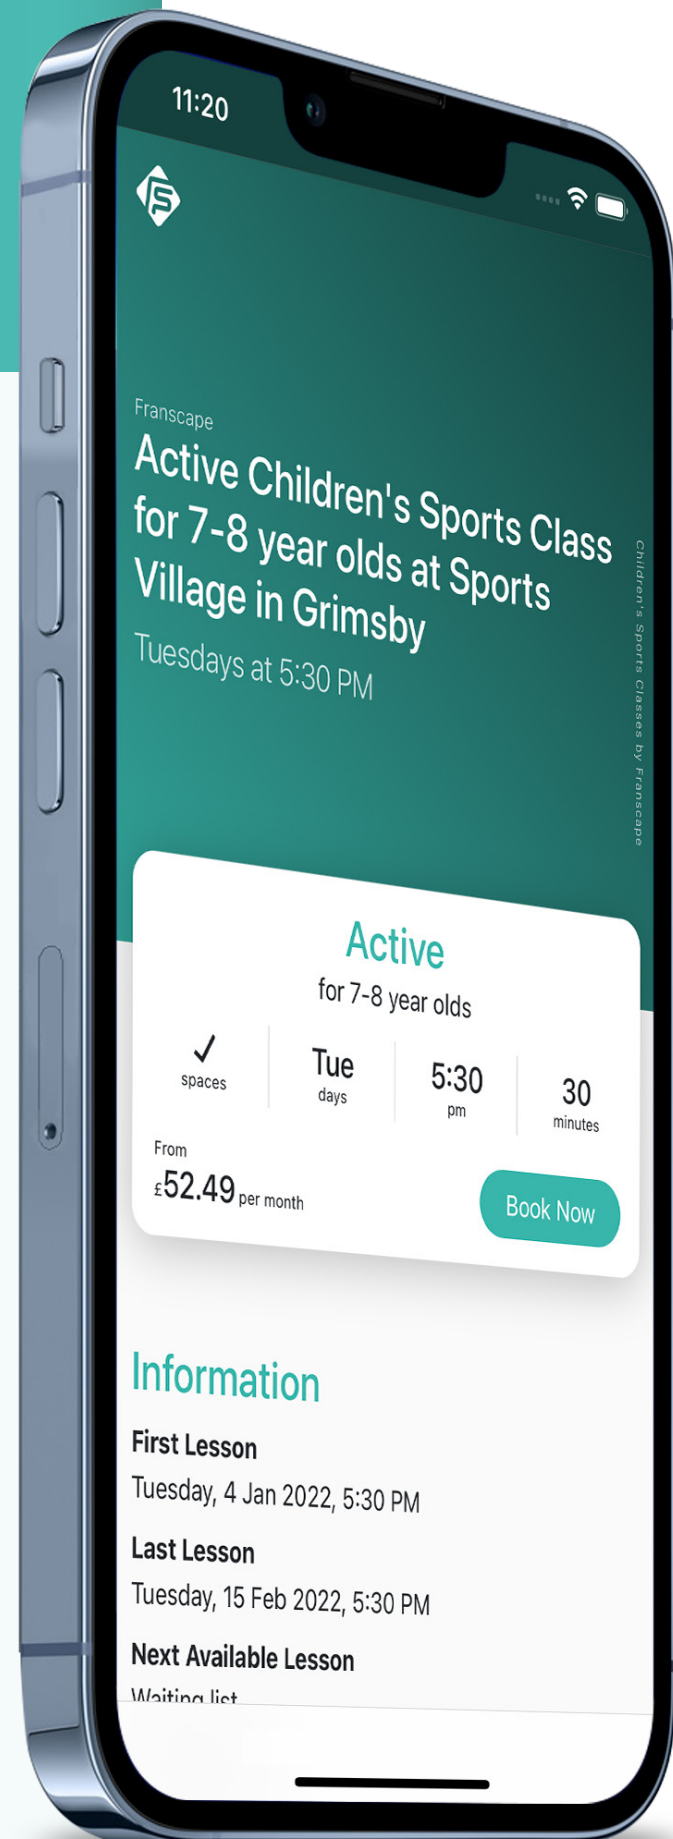 11:20
Franscape
Active Children's Sports Class
for 7-8 year olds at Sports
Village in Grimsby
Tuesdays at 5:30 PM
Children's Sports Classes by Franscape
Active
for 7-8 year olds
spaces
Tue
days
5:30
pm
30
minutes
From
£52.49 per month
Book Now
Information
First Lesson
Tuesday, 4 Jan 2022, 5:30 PM
Last Lesson
Tuesday, 15 Feb 2022, 5:30 PM
Next Available Lesson
Waiting list